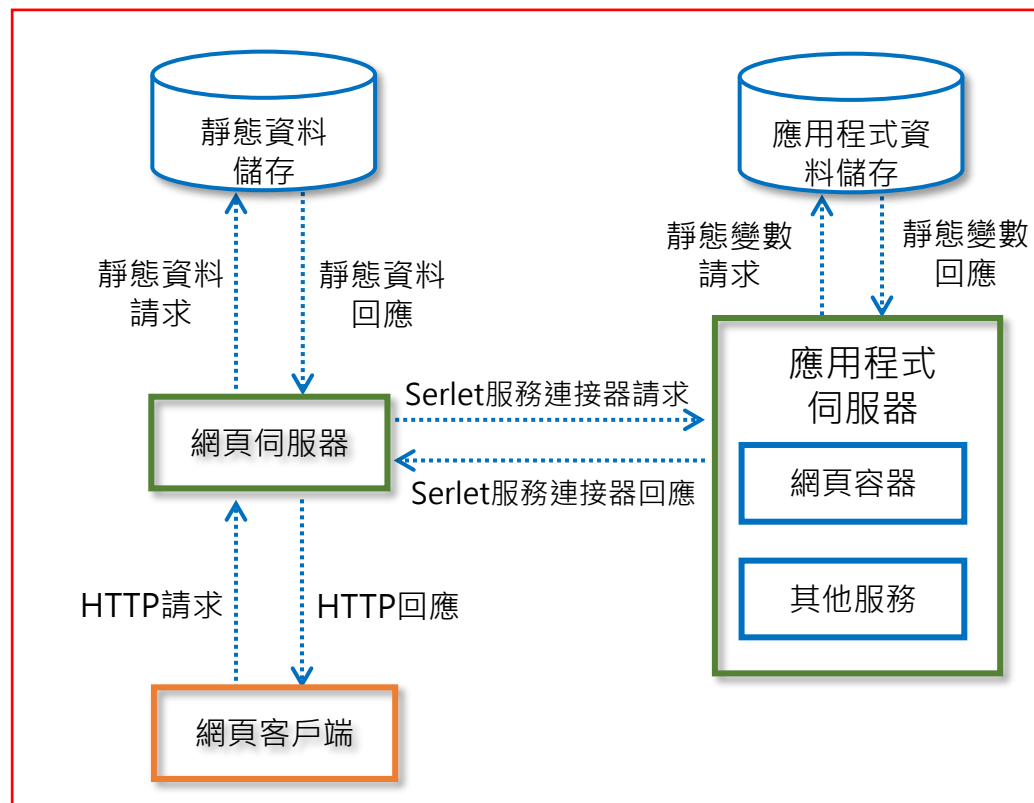 靜態資料
儲存
應用程式資
料儲存
靜態資料
請求
靜態資料
回應
靜態變數
請求
靜態變數
回應
網頁伺服器
Serlet服務連接器請求
Serlet服務連接器回應
應用程式
伺服器
網頁容器
其他服務
HTTP請求
HTTP回應
網頁客戶端